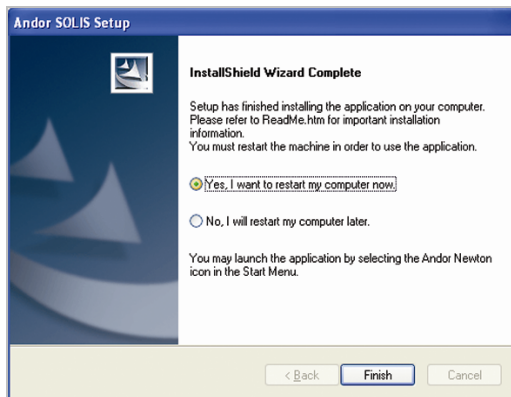 Andor SOLIS Setup
InstallShield Wizard Complete
Setup has finished installing the application on your computer.
Please refer to ReadMe.htm for important installation
information.
You must restart the machine in order to use the application.
Yes, I want to restart my computer now.
No, I will restart my computer later.
You may launch the application by selecting the Andor Newton
icon in the Start Menu.
< Back
Finish
Cancel